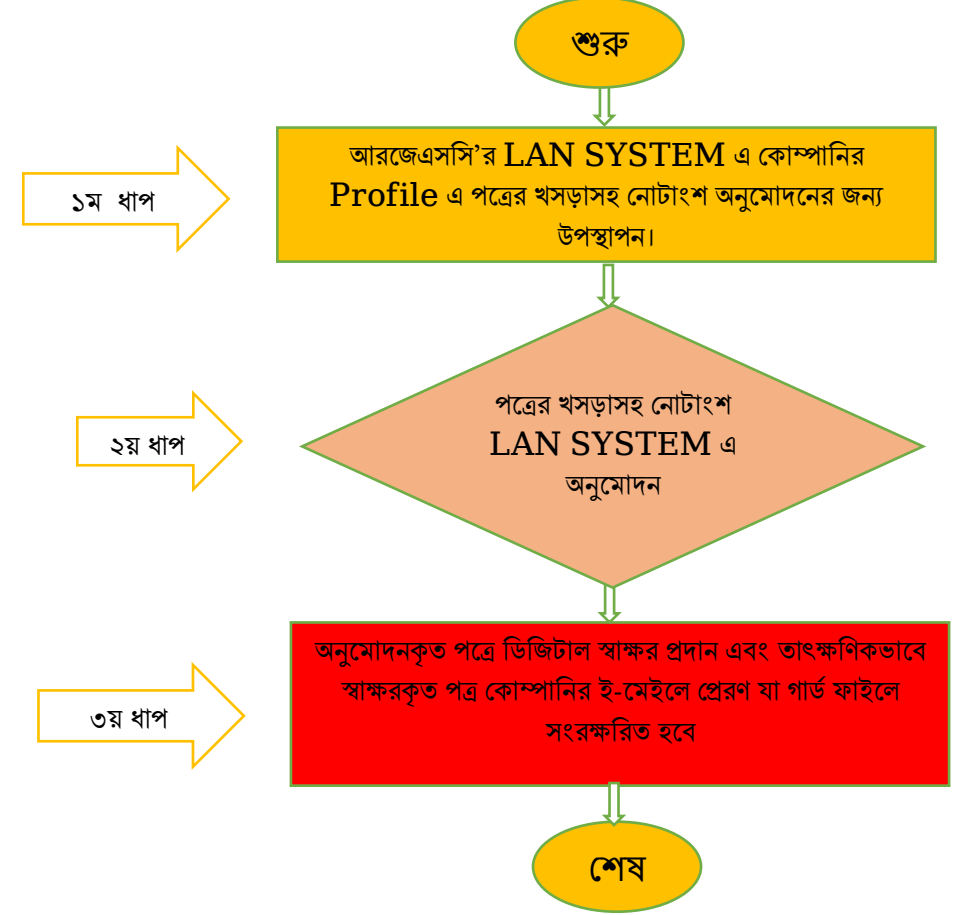 শুরু
আরজেএসসি’র LAN SYSTEM এ কোম্পানির
১ম ধাপ
Profile এ পত্রের খসড়াসহ নোটাংশ অনুমোদনের জন্য
উপস্থাপন।
পত্রের খসড়াসহ নোটাংশ
২য় ধাপ
LAN SYSTEM এ
অনুমোদন
অনুমোদনকৃত পত্রে ডিজিটাল স্বাক্ষর প্রদান এবং তাৎক্ষণিকভাবে
স্বাক্ষরকৃত পত্র কোম্পানির ই-মেইলে প্রেরণ যা গার্ড ফাইলে
৩য় ধাপ
সংরক্ষরিত হবে
শেষ